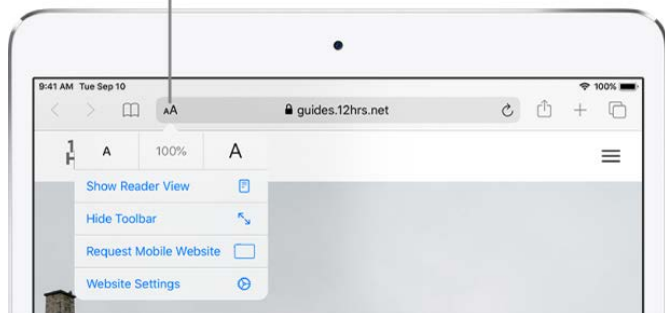 9:41 AM Tue Sep 10 100%
AA guides.12hrs.net
1
H
A 100% A
Show Reader View
Hide Toolbar
Request Mobile Website
Website Settings